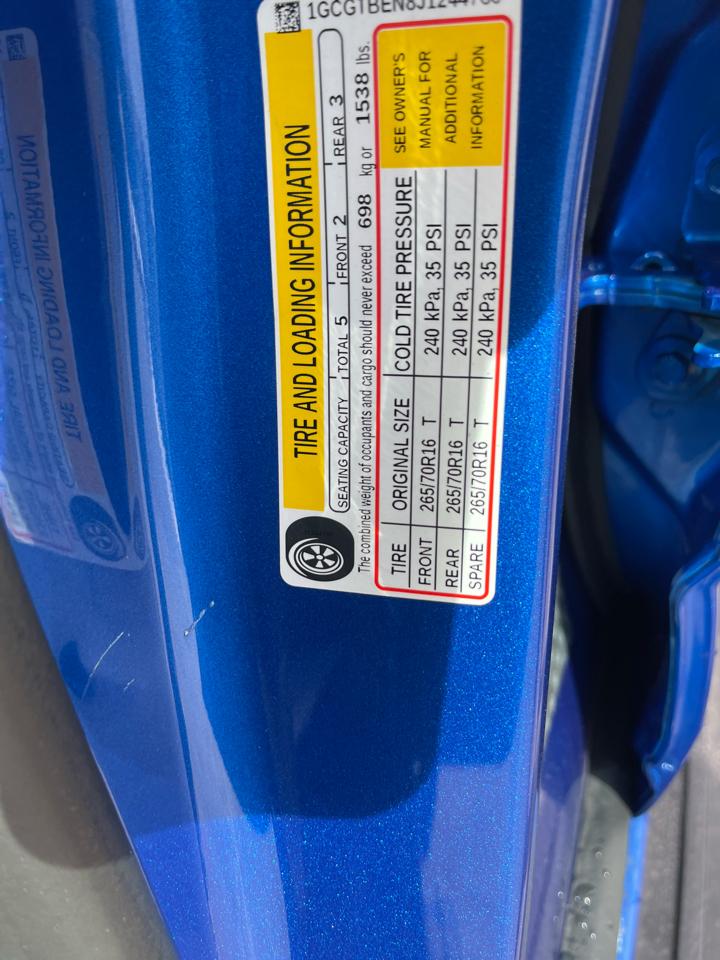 TIRE AND LOADING INFORMATION
SEATING CAPACITY TOTAL 5 FRONT 2 REAR 3
The combined weight of occupants and cargo should never exceed 698 kg or 1538 lbs.
TIRE ORIGINAL SIZE COLD TIRE PRESSURE SEE OWNER'S
FRONT 265/70R16 T 240 kPa, 35 PSI MANUAL FOR
REAR 265/70R16 T 240 kPa, 35 PSI ADDITIONAL
SPARE 265/70R16 T 240 kPa, 35 PSI INFORMATION